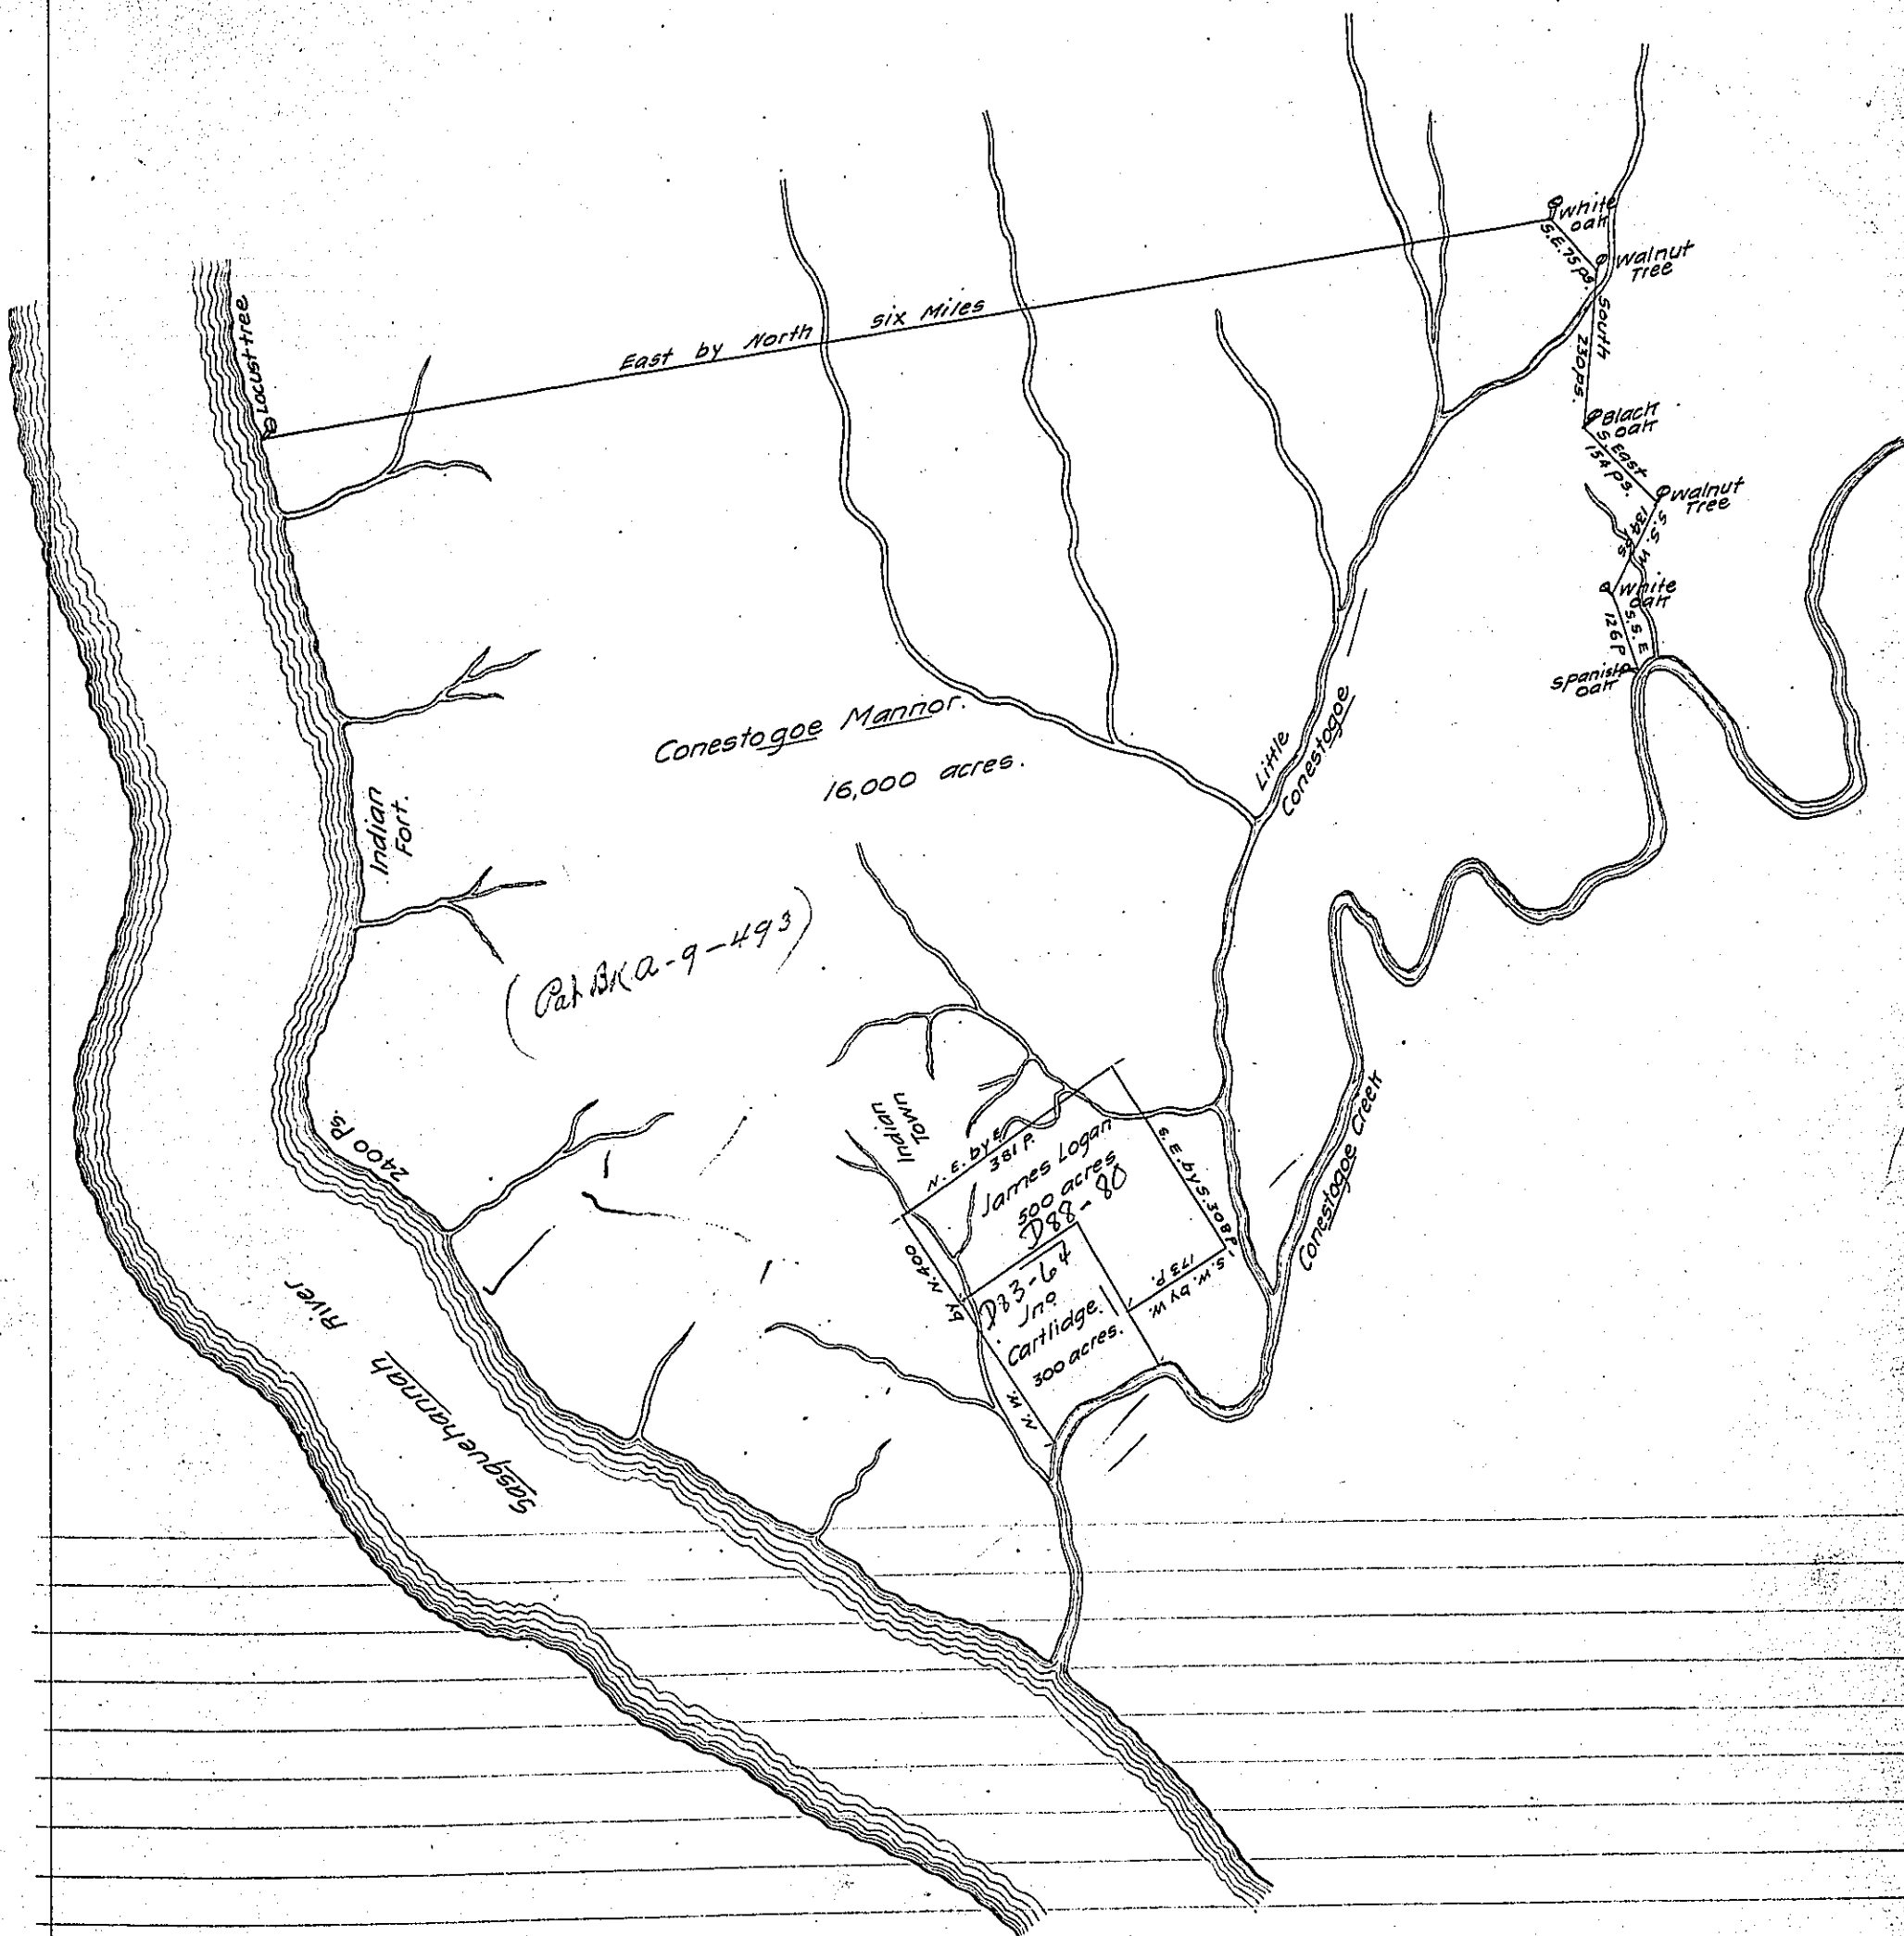 white
oak
S.E. 75 ps.
walnut
Tree
South
230 ps.
Locust tree
East by North six Miles
Black
oak
S. East
154 ps.
walnut
Tree
S.S.W
134 ps
white
oak
S.S.E
126 P
Spanish
oak
Conestogoe Mannor.
16,000 acres.
Little
Conestogoe
Indian
Fort.
(Pat BK A-9-493)
2400 Ps.
Indian
Town
N.E. by E
381 P.
James Logan
500 acres
D88-80
S.E. by S. 308 P.
S.W. by W.
173 P.
Conestogoe Creek
N.W. by N. 400
D83-64
Jno
Cartlidge.
300 acres.
Sasquehannah
River